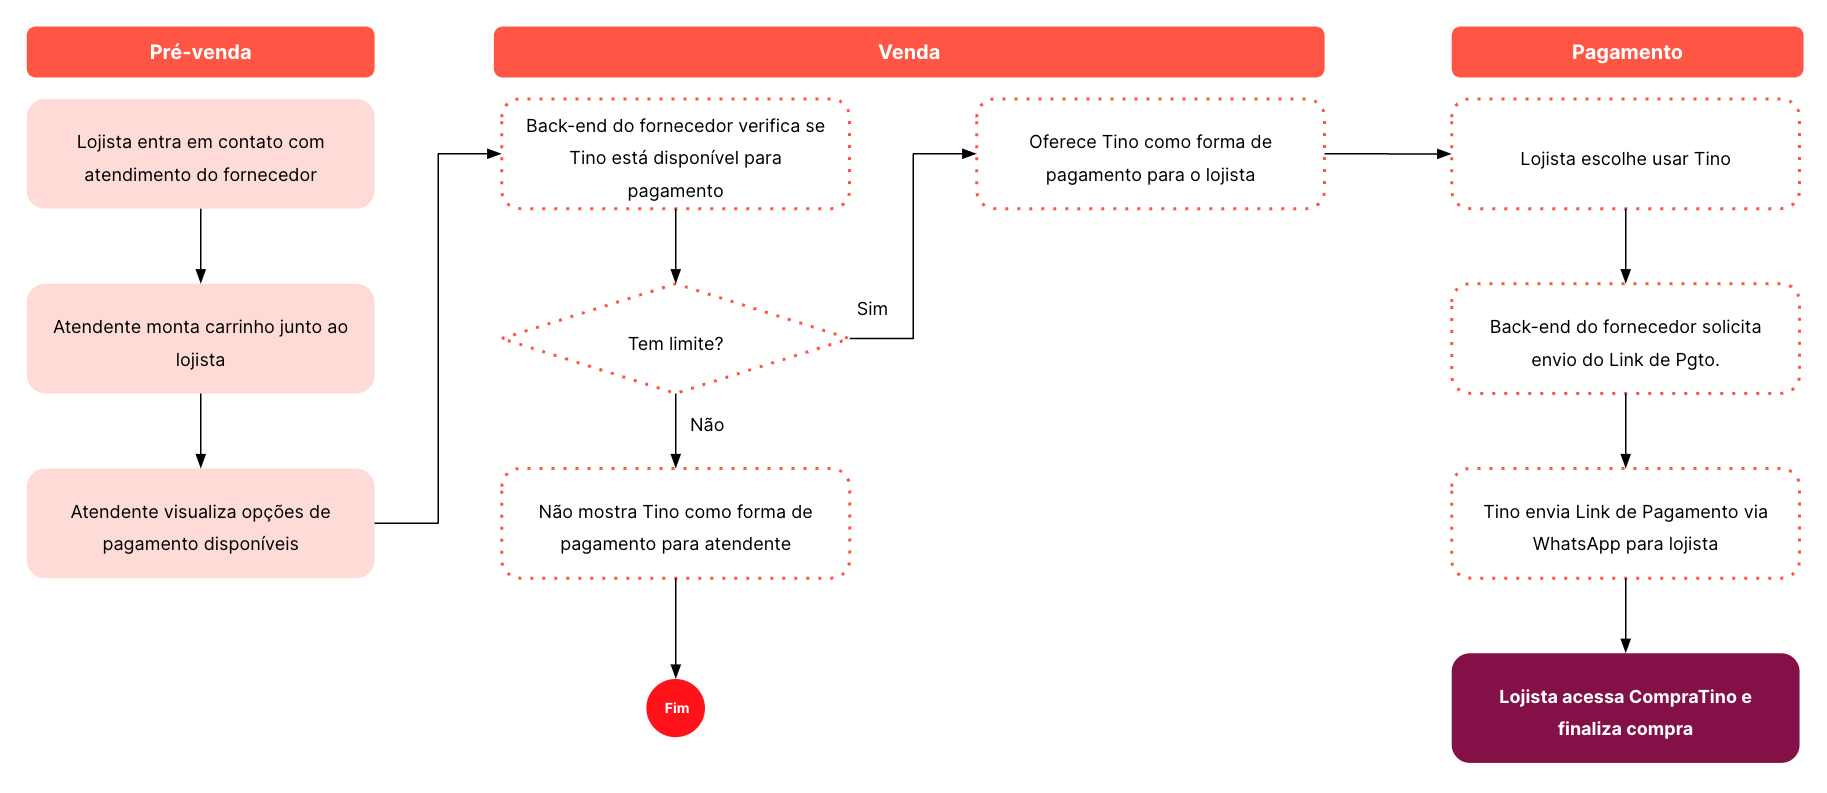 Pré-venda
Lojista entra em contato com
atendimento do fornecedor
Atendente monta carrinho junto ao
lojista
Atendente visualiza opções de
pagamento disponíveis
Venda
Back-end do fornecedor verifica se
Tino está disponível para
pagamento
Tem limite?
Sim
Não
Não mostra Tino como forma de
pagamento para atendente
Fim
Oferece Tino como forma de
pagamento para o lojista
Pagamento
Lojista escolhe usar Tino
Back-end do fornecedor solicita
envio do Link de Pgto.
Tino envia Link de Pagamento via
WhatsApp para lojista
Lojista acessa CompraTino e
finaliza compra